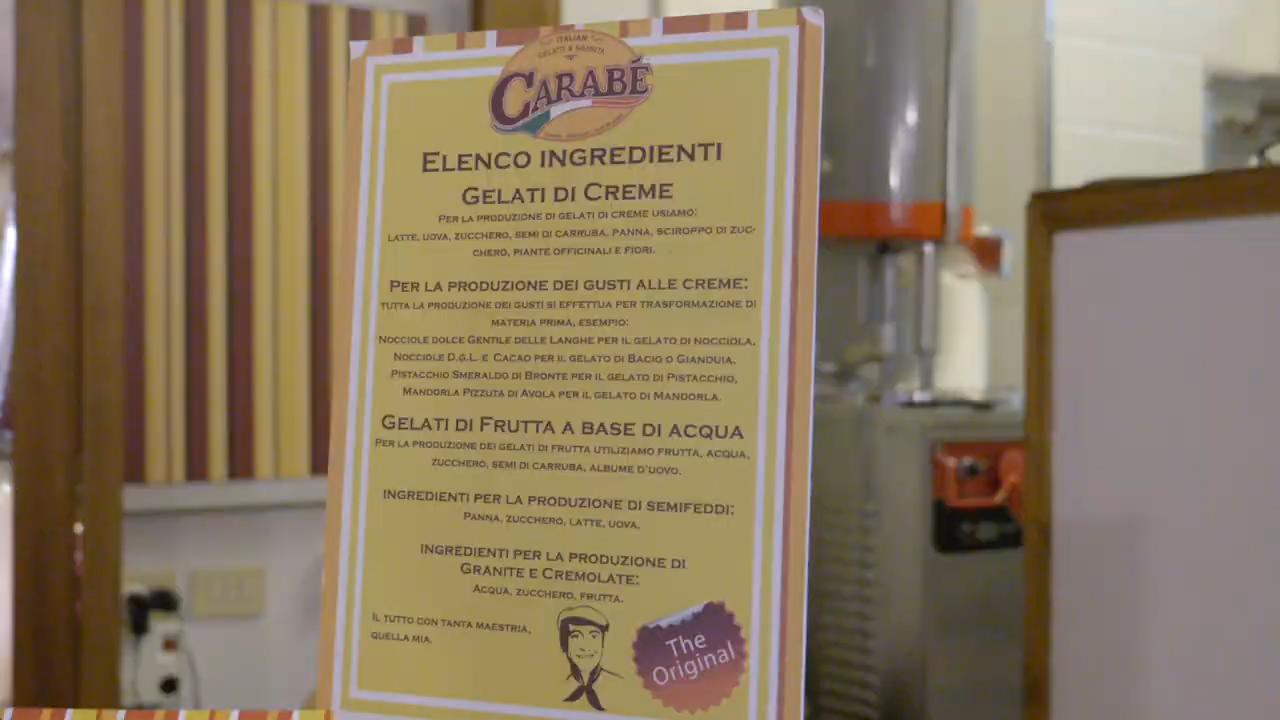 ITALIAN
GELATO & GRANITA
CARABÉ
ELENCO INGREDIENTI
GELATI DI CREME
PER LA PRODUZIONE DI GELATI DI CREME USIAMO:
LATTE, UOVA, ZUCCHERO, SEMI DI CARRUBA, PANNA, SCIROPPO DI ZUC-
CHERO, PIANTE OFFICINALI E FIORI.
PER LA PRODUZIONE DEI GUSTI ALLE CREME:
TUTTA LA PRODUZIONE DEI GUSTI SI EFFETTUA PER TRASFORMAZIONE DI
MATERIA PRIMA, ESEMPIO:
NOCCIOLE DOLCE GENTILE DELLE LANGHE PER IL GELATO DI NOCCIOLA,
NOCCIOLE D.G.L. E CACAO PER IL GELATO DI BACIO O GIANDUIA,
PISTACCHIO SMERALDO DI BRONTE PER IL GELATO DI PISTACCHIO,
MANDORLA PIZZUTA DI AVOLA PER IL GELATO DI MANDORLA.
GELATI DI FRUTTA A BASE DI ACQUA
PER LA PRODUZIONE DEI GELATI DI FRUTTA UTILIZIAMO FRUTTA, ACQUA,
ZUCCHERO, SEMI DI CARRUBA, ALBUME D'UOVO.
INGREDIENTI PER LA PRODUZIONE DI SEMIFEDDI:
PANNA, ZUCCHERO, LATTE, UOVA.
INGREDIENTI PER LA PRODUZIONE DI
GRANITE E CREMOLATE:
ACQUA, ZUCCHERO, FRUTTA.
IL TUTTO CON TANTA MAESTRIA,
QUELLA MIA.
The
Original